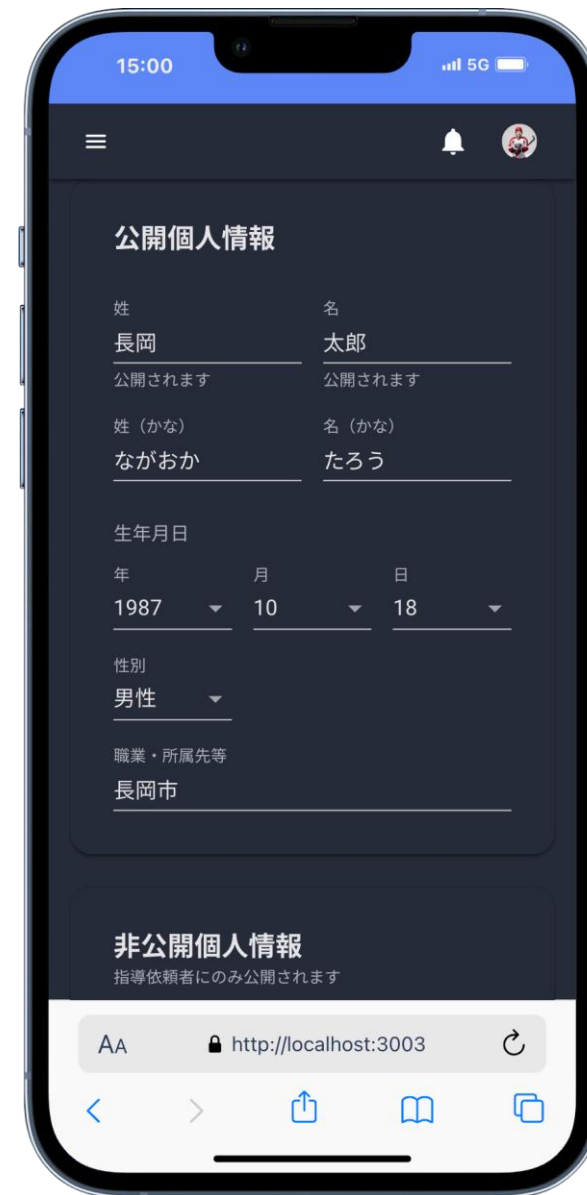 15:00 5G
公開個人情報
姓 名
長岡 太郎
公開されます 公開されます
姓（かな） 名（かな）
ながおか たろう
生年月日
年 月 日
1987 10 18
性別
男性
職業・所属先等
長岡市
非公開個人情報
指導依頼者にのみ公開されます
AA http://localhost:3003